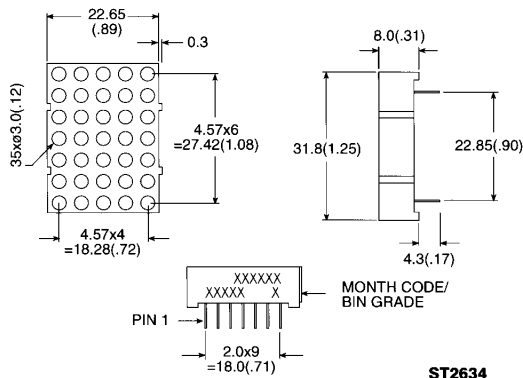 22.65
(.89)
0.3
8.0(.31)
35xø3.0(.12)
4.57x6
=27.42(1.08)
31.8(1.25)
22.85(.90)
4.57x4
=18.28(.72)
4.3(.17)
XXXXXX
XXXXX X
MONTH CODE/
BIN GRADE
PIN 1
2.0x9
=18.0(.71)
ST2634